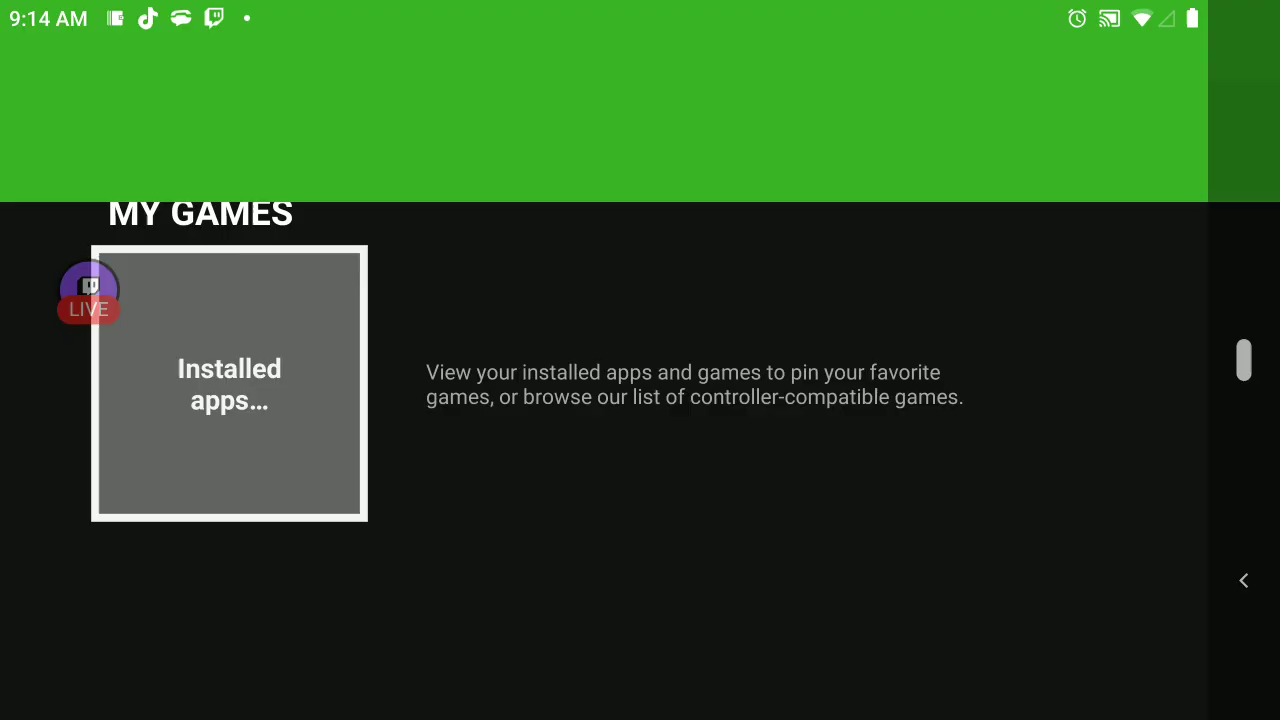 9:14 AM
MY GAMES
LIVE
Installed
apps...
View your installed apps and games to pin your favorite
games, or browse our list of controller-compatible games.